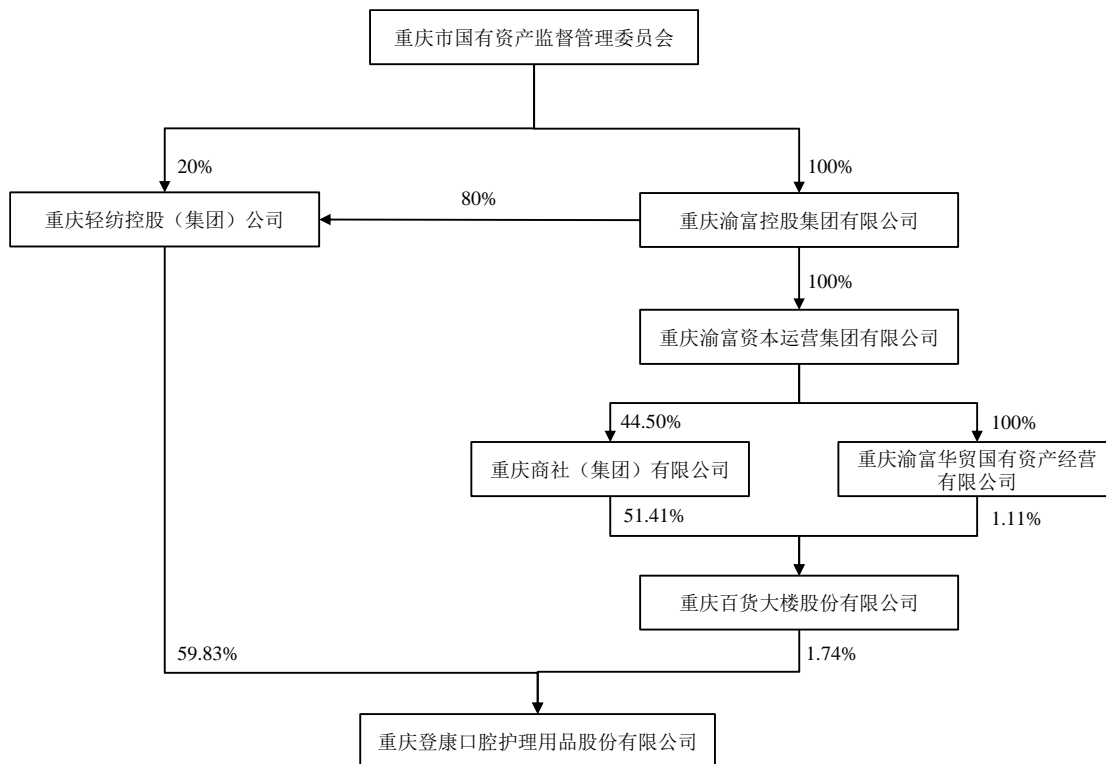 重庆市国有资产监督管理委员会
20%
100%
80%
重庆轻纺控股（集团）公司
重庆渝富控股集团有限公司
100%
重庆渝富资本运营集团有限公司
44.50%
100%
重庆商社（集团）有限公司
重庆渝富华贸国有资产经营
有限公司
51.41%
1.11%
重庆百货大楼股份有限公司
59.83%
1.74%
重庆登康口腔护理用品股份有限公司